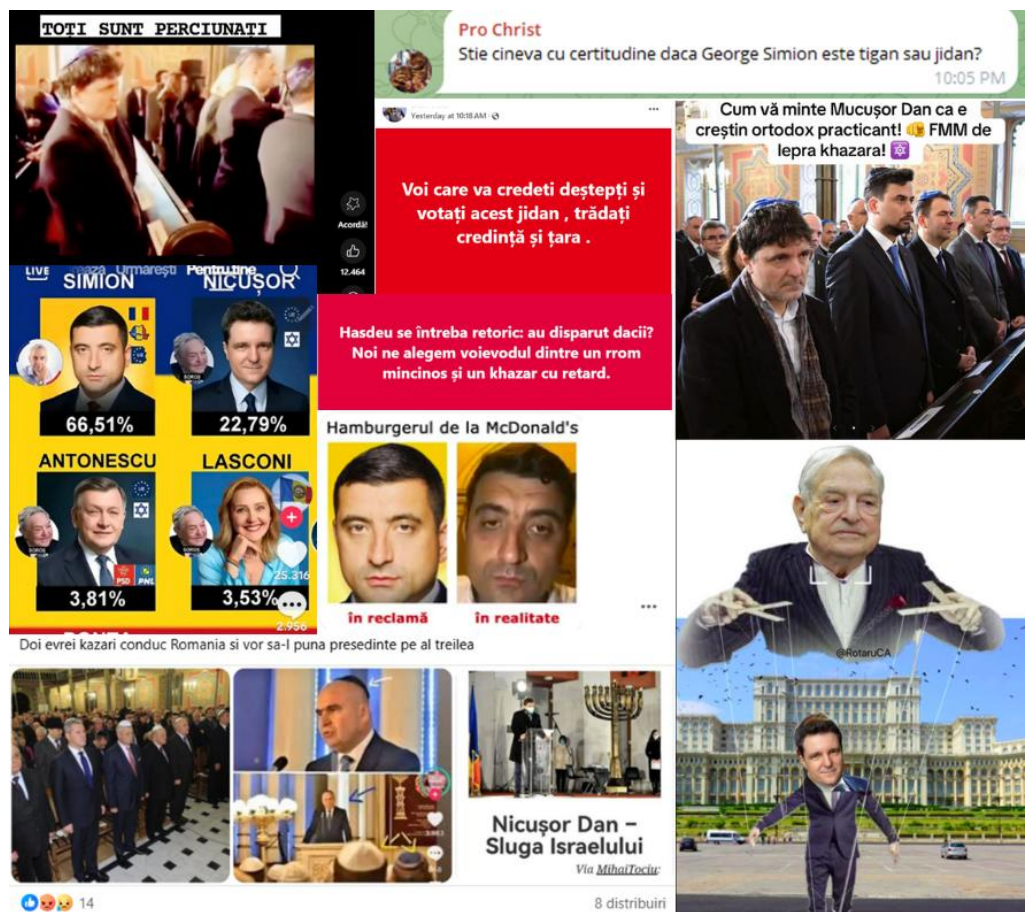 TOȚI SUNT PERCIUNAȚI
Acordă!
12.464
Pro Christ
Stie cineva cu certitudine daca George Simion este tigan sau jidan?
10:05 PM
Yesterday at 10:18 AM
Voi care va credeti deștepți și
votați acest jidan , trădați
credință și țara .
Cum vă minte Mucușor Dan ca e
creștin ortodox practicant! FMM de
lepra khazara!
LIVE
Urmărești Pentru tine
SIMION
NICUȘOR
66,51%
22,79%
ANTONESCU
LASCONI
SOROS
PSD
PNL
3,81%
3,53%
25.316
2.956
Hasdeu se întreba retoric: au disparut dacii?
Noi ne alegem voievodul dintre un rrom
mincinos și un khazar cu retard.
Hamburgerul de la McDonald's
în reclamă
în realitate
@RotaruCA
Doi evrei kazari conduc Romania si vor sa-l puna presedinte pe al treilea
Nicușor Dan –
Sluga Israelului
Via MihaiTociu:
14
8 distribuiri